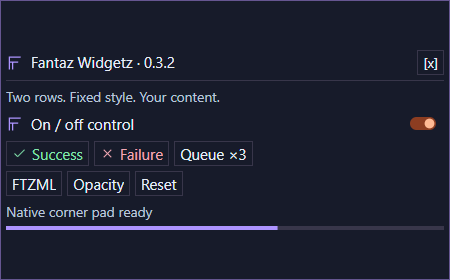 Fantaz Widgetz · 0.3.2 [x]
Two rows. Fixed style. Your content.
On / off control
✓ Success × Failure Queue ×3
FTZML Opacity Reset
Native corner pad ready